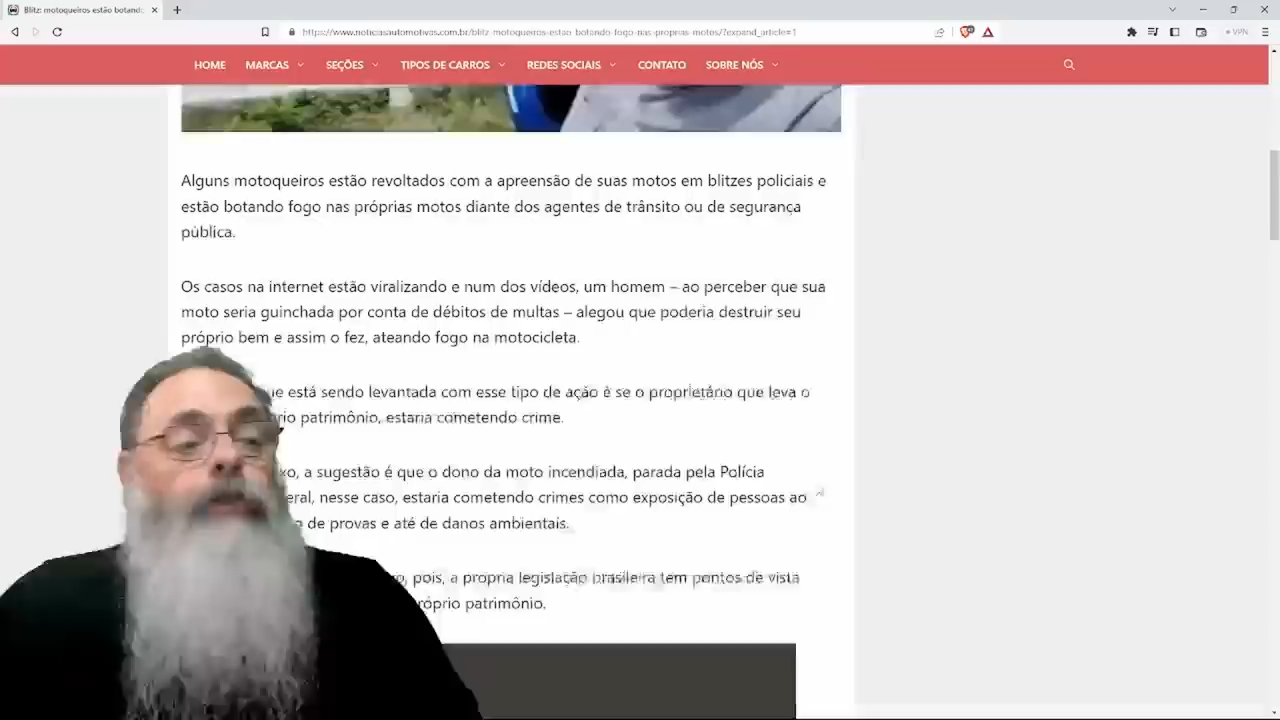 Blitz: motoqueiros estão botando
https://www.noticiasautomotivas.com.br/blitz-motoqueiros-estao-botando-fogo-nas-proprias-motos/?expand_article=1
VPN
HOME MARCAS SEÇÕES TIPOS DE CARROS REDES SOCIAIS CONTATO SOBRE NÓS
Alguns motoqueiros estão revoltados com a apreensão de suas motos em blitzes policiais e
estão botando fogo nas próprias motos diante dos agentes de trânsito ou de segurança
pública.
Os casos na internet estão viralizando e num dos vídeos, um homem – ao perceber que sua
moto seria guinchada por conta de débitos de multas – alegou que poderia destruir seu
próprio bem e assim o fez, ateando fogo na motocicleta.
está sendo levantada com esse tipo de ação é se o proprietário que leva o
patrimônio, estaria cometendo crime.
a sugestão é que o dono da moto incendiada, parada pela Polícia
nesse caso, estaria cometendo crimes como exposição de pessoas ao
de provas e até de danos ambientais.
pois, a propria legislação brasileira tem pontos de vista
próprio patrimônio.